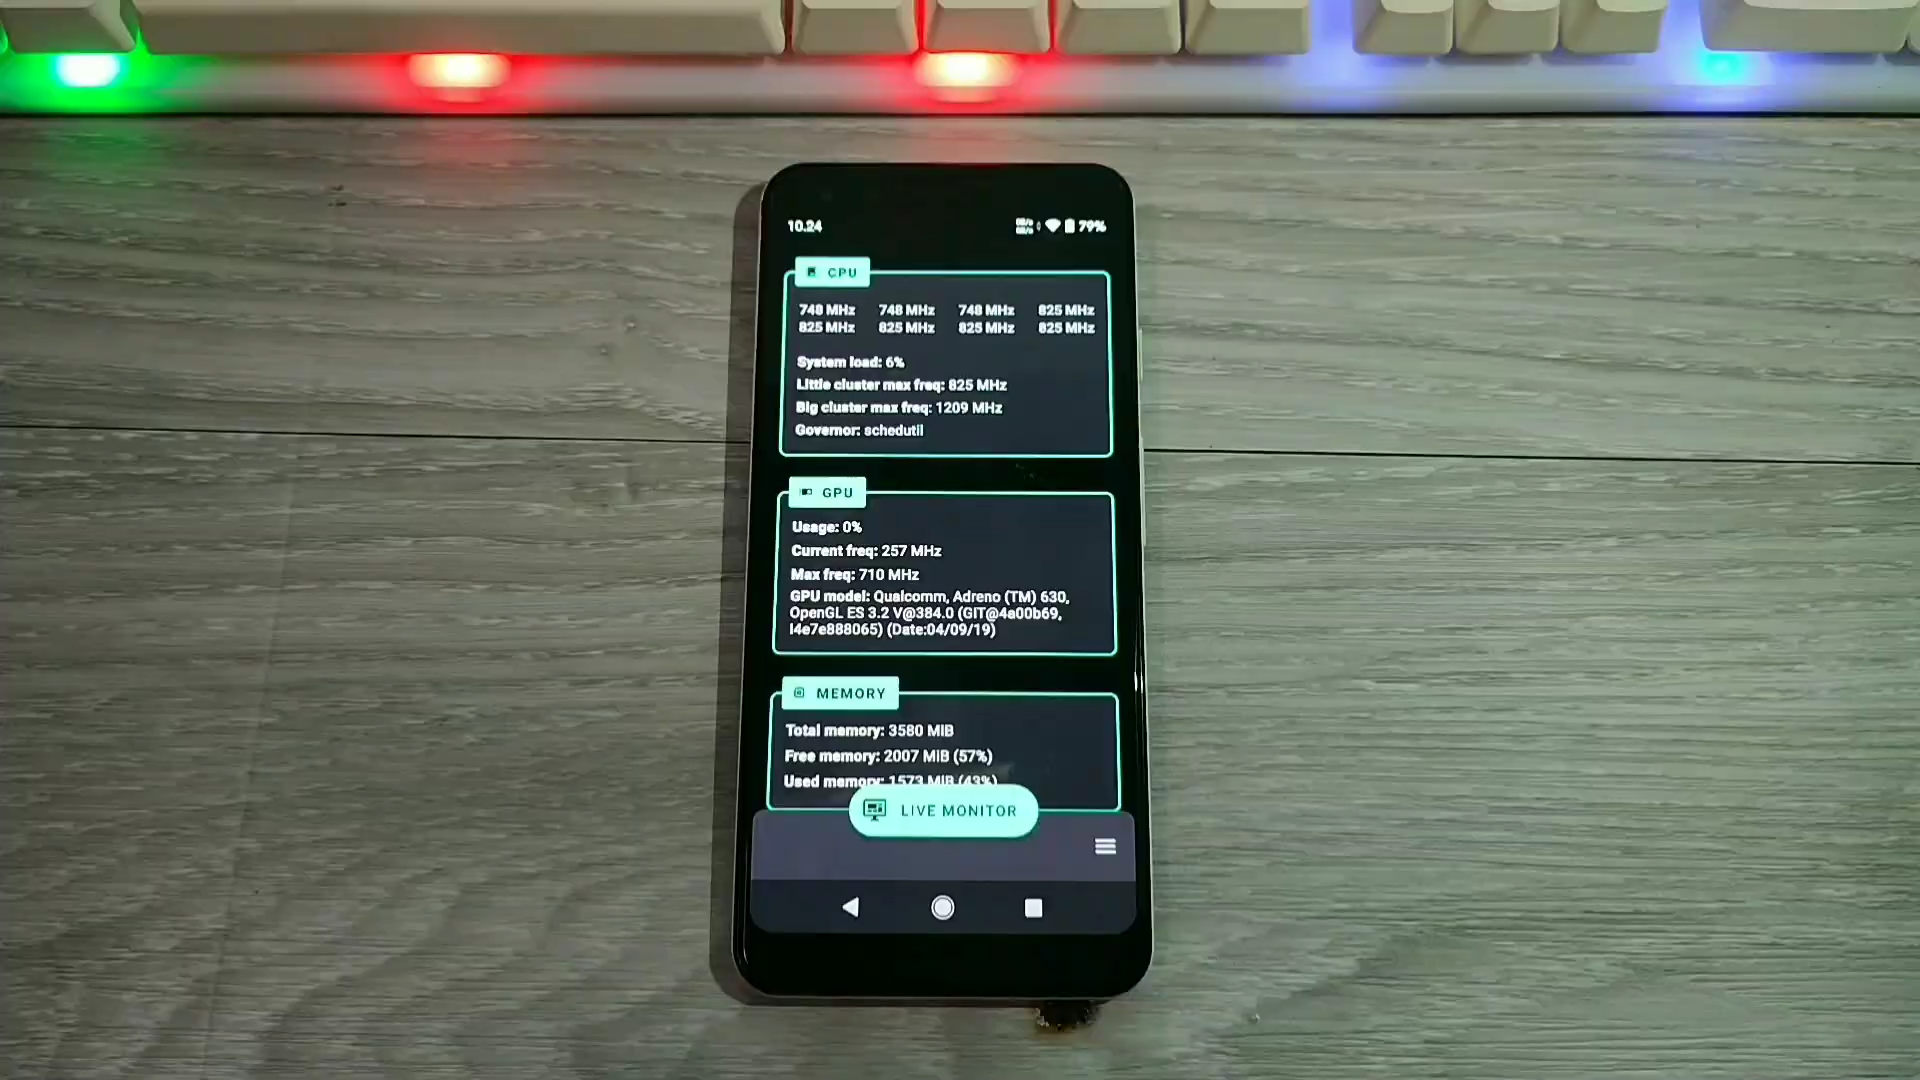 10.24
79%
CPU
748 MHz 748 MHz 748 MHz 825 MHz
825 MHz 825 MHz 825 MHz 825 MHz
System load: 6%
Little cluster max freq: 825 MHz
Big cluster max freq: 1209 MHz
Governor: schedutil
GPU
Usage: 0%
Current freq: 257 MHz
Max freq: 710 MHz
GPU model: Qualcomm, Adreno (TM) 630,
OpenGL ES 3.2 V@384.0 (GIT@4a00b69,
I4e7e888065) (Date:04/09/19)
MEMORY
Total memory: 3580 MiB
Free memory: 2007 MiB (57%)
Used memory: 1573 MiB (43%)
LIVE MONITOR